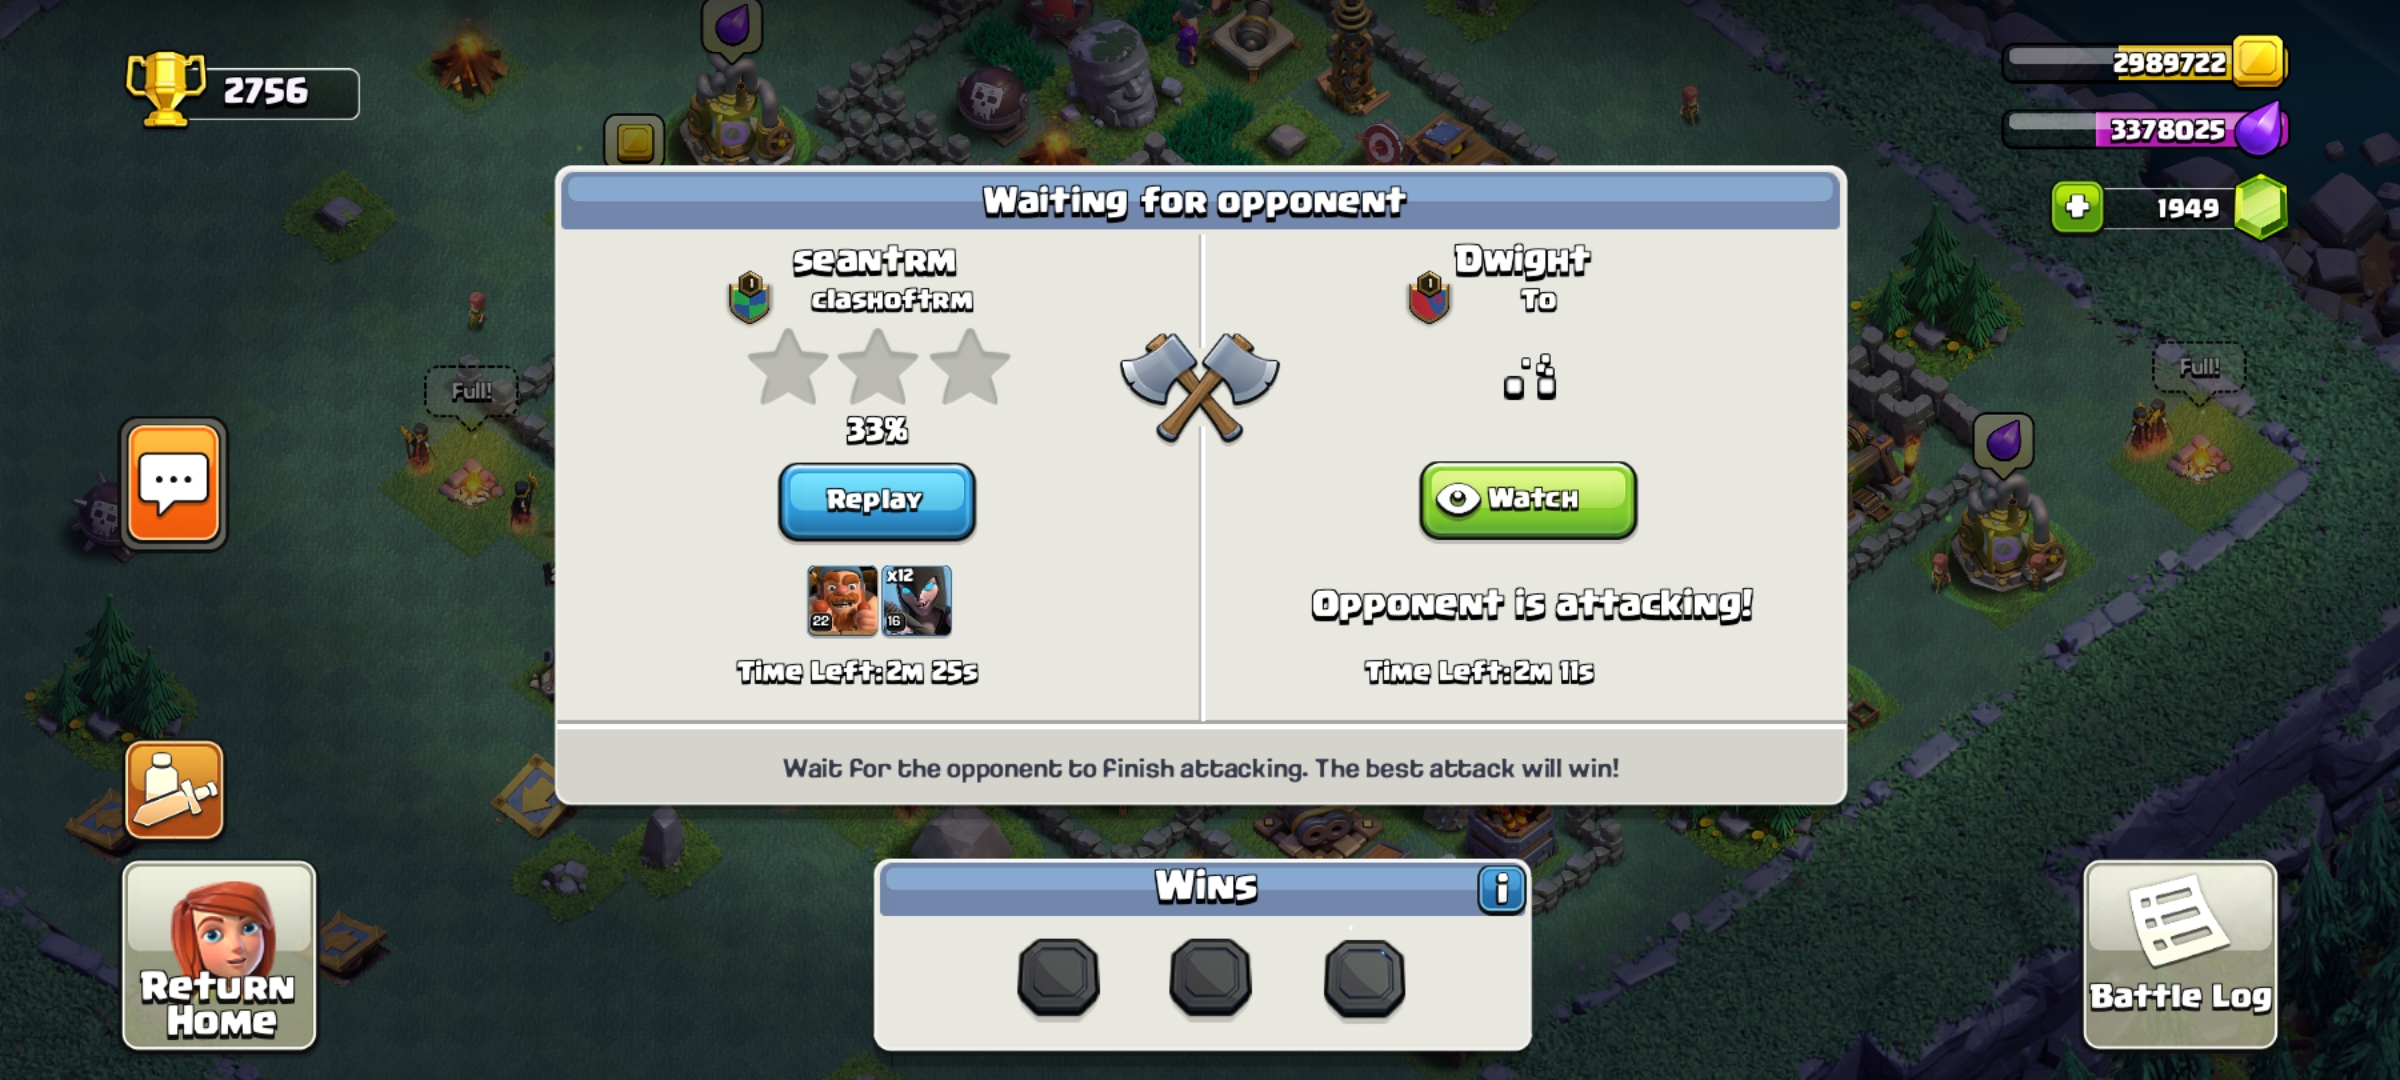 2756
2989722
3378025
1949
Waiting for opponent
seantrm
clashoftrm
33%
Replay
22
x12
16
Time Left:2m 25s
1
1
Dwight
To
Watch
Opponent is attacking!
Time Left:2m 11s
Wait for the opponent to finish attacking. The best attack will win!
Full!
Full!
Wins
i
Return
Home
Battle Log